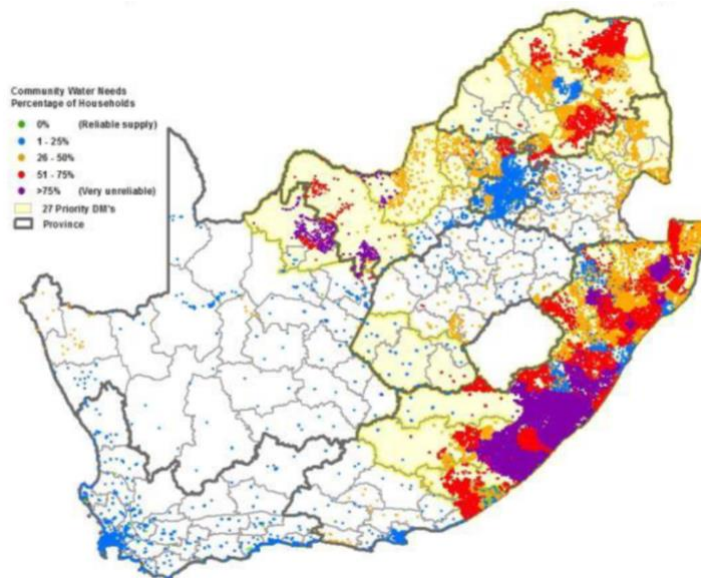 Community Water Needs
Percentage of Households
0% (Reliable supply)
1 - 25%
26 - 50%
51 - 75%
>75% (Very unreliable)
27 Priority DM's
Province